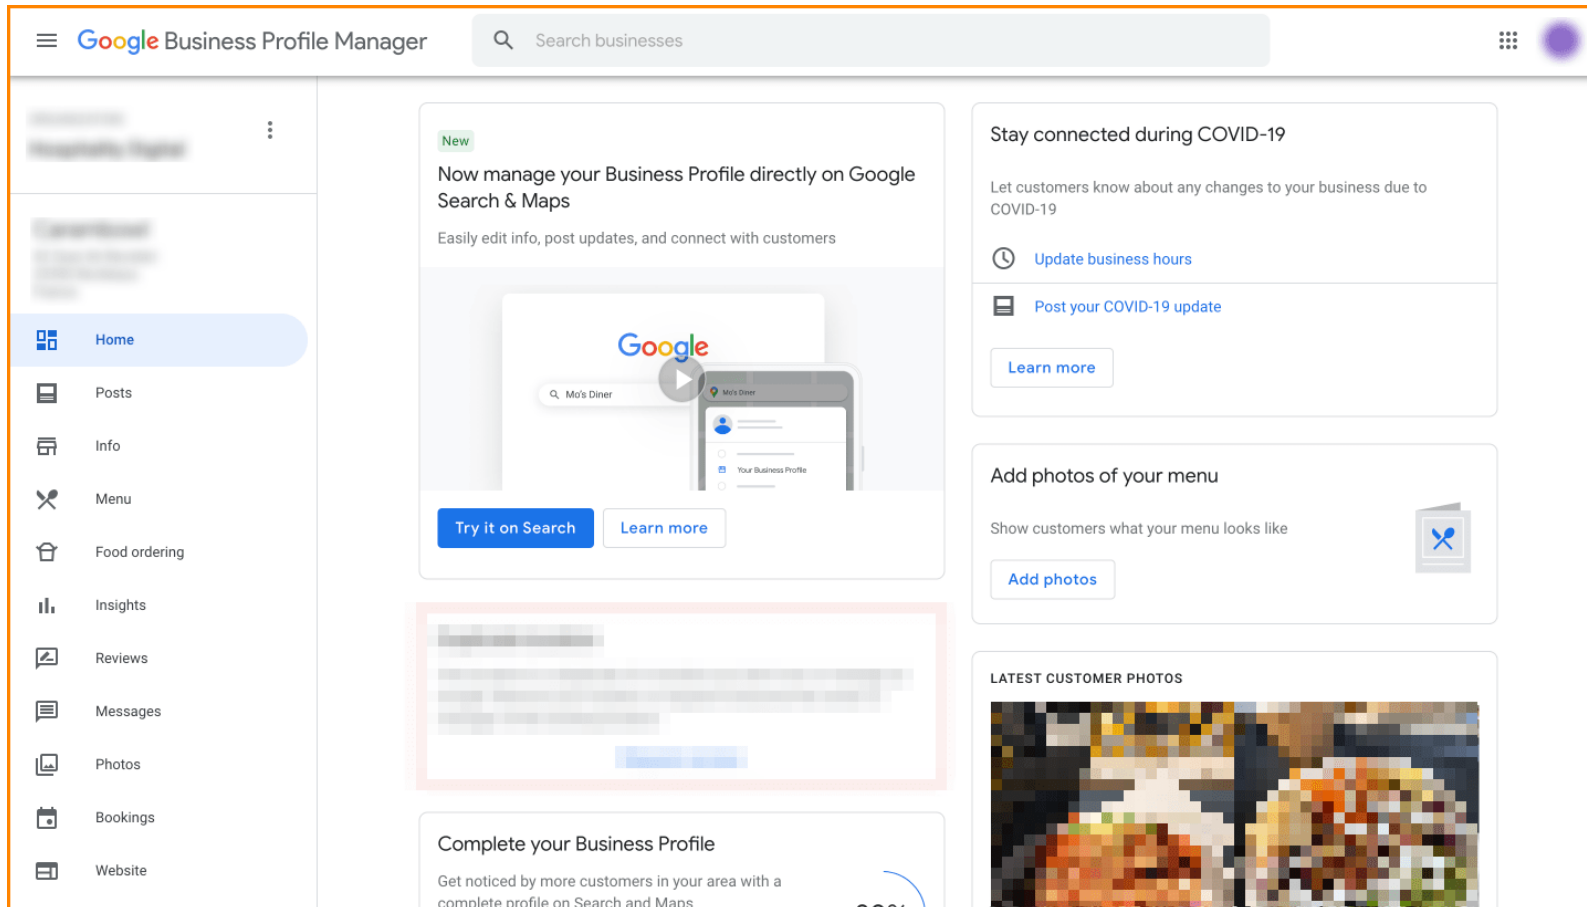 Google Business Profile Manager
Search businesses
Home
Posts
Info
Menu
Food ordering
Insights
Reviews
Messages
Photos
Bookings
Website
New
Now manage your Business Profile directly on Google
Search & Maps
Easily edit info, post updates, and connect with customers
Google
Mo's Diner
Mo's Diner
Your Business Profile
Try it on Search
Learn more
Complete your Business Profile
Get noticed by more customers in your area with a
complete profile on Search and Maps
Stay connected during COVID-19
Let customers know about any changes to your business due to
COVID-19
Update business hours
Post your COVID-19 update
Learn more
Add photos of your menu
Show customers what your menu looks like
Add photos
LATEST CUSTOMER PHOTOS